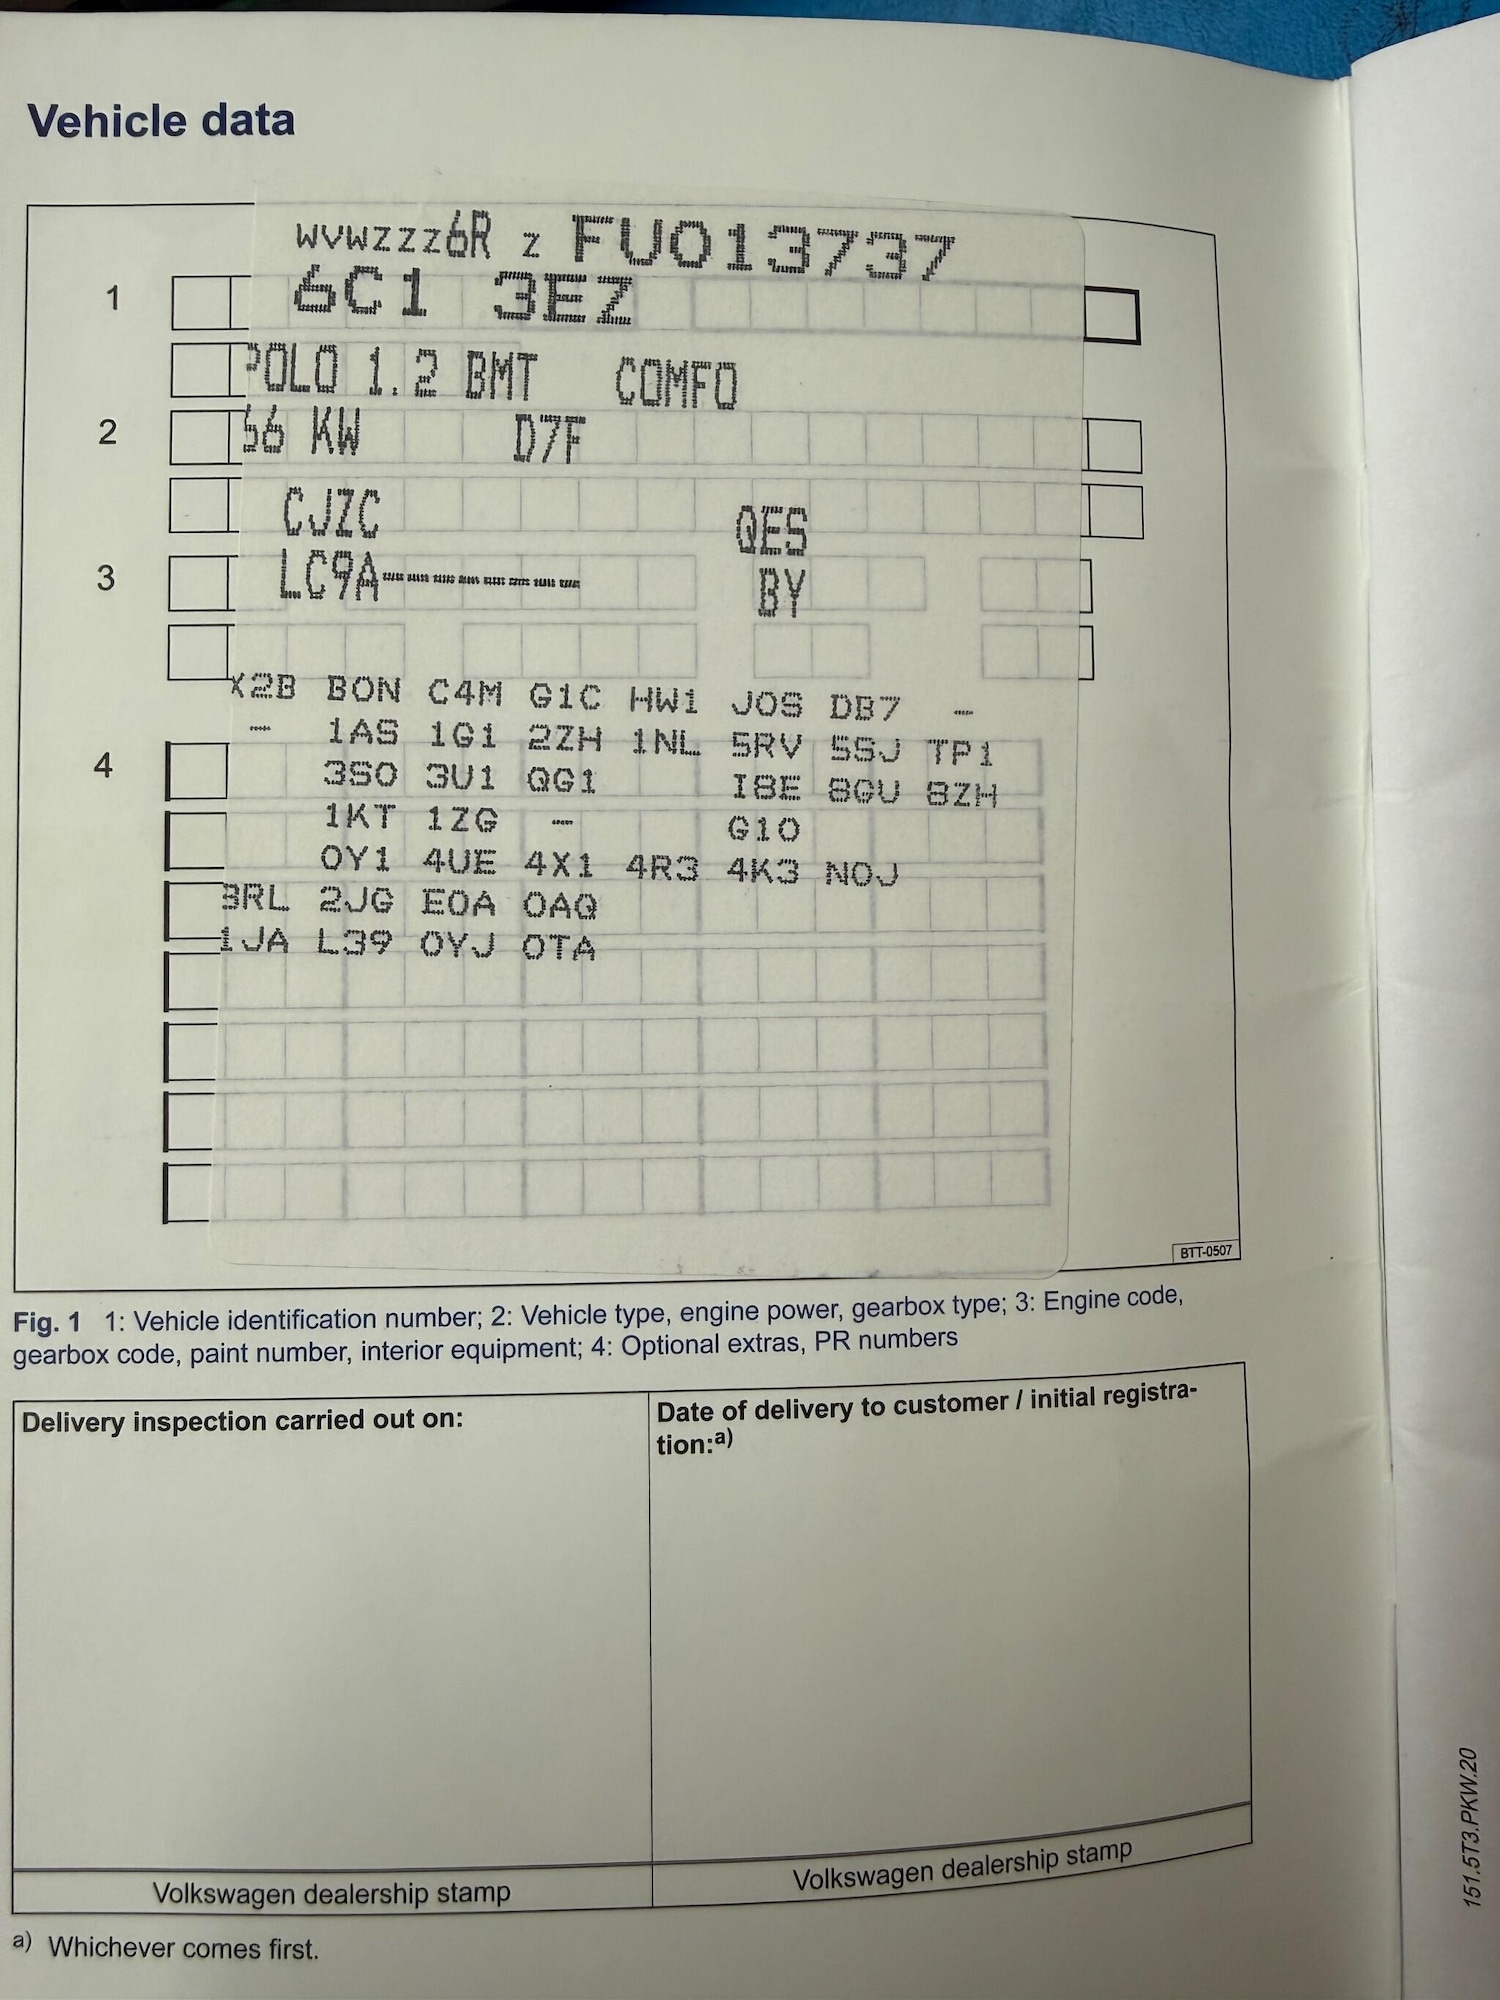 Vehicle data
WVWZZZ6R Z FU013737
1 6C1 3EZ
POLO 1.2 BMT COMFO
2 66 KW D7F
CJZC QES
3 LC9A---------- BY
X2B B0N C4M G1C HW1 J0S DB7 -
- 1AS 1G1 2ZH 1NL 5RV 5SJ TP1
4 3S0 3U1 QG1 I8E 8GU 8ZH
1KT 1ZG - G10
0Y1 4UE 4X1 4R3 4K3 N0J
3RL 2JG E0A 0AQ
1JA L39 0YJ 0TA
BTT-0507
Fig. 1 1: Vehicle identification number; 2: Vehicle type, engine power, gearbox type; 3: Engine code,
gearbox code, paint number, interior equipment; 4: Optional extras, PR numbers
Delivery inspection carried out on:
Date of delivery to customer / initial registra-
tion:a)
Volkswagen dealership stamp
Volkswagen dealership stamp
a) Whichever comes first.
151.5T3.PKW.20